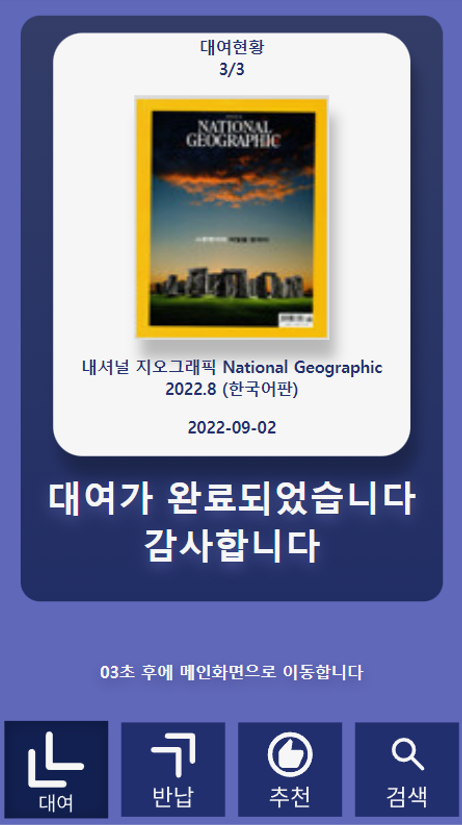 대여현황
3/3
NATIONAL
GEOGRAPHIC
내셔널 지오그래픽 National Geographic
2022.8 (한국어판)
2022-09-02
대여가 완료되었습니다
감사합니다
03초 후에 메인화면으로 이동합니다
대여
반납
추천
검색